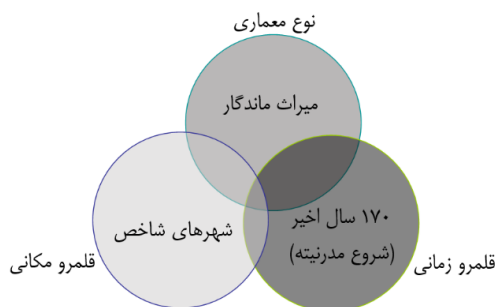 نوع معماری
میراث ماندگار
۱۷۰ سال اخیر
(شروع مدرنیته)
شهرهای شاخص
قلمرو زمانی
قلمرو مکانی